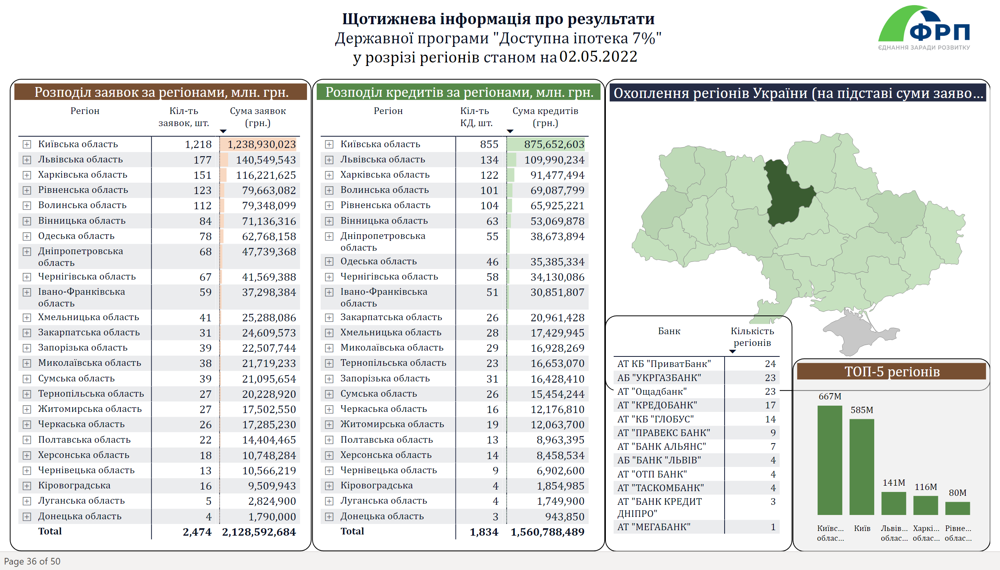 Щотижнева інформація про результати
Державної програми "Доступна іпотека 7%"
у розрізі регіонів станом на 02.05.2022
ФРП
ЄДНАННЯ ЗАРАДИ РОЗВИТКУ
Розподіл заявок за регіонами, млн. грн.
Регіон Кіл-ть заявок, шт. Сума заявок (грн.)
Київська область 1,218 1,238,930,023
Львівська область 177 140,549,543
Харківська область 151 116,221,625
Рівненська область 123 79,663,082
Волинська область 112 79,348,099
Вінницька область 84 71,136,316
Одеська область 78 62,768,158
Дніпропетровська область 68 47,739,368
Чернігівська область 67 41,569,388
Івано-Франківська область 59 37,298,384
Хмельницька область 41 25,288,086
Закарпатська область 31 24,609,573
Запорізька область 39 22,507,744
Миколаївська область 38 21,719,233
Сумська область 39 21,095,654
Тернопільська область 27 20,228,920
Житомирська область 27 17,502,550
Черкаська область 26 17,285,230
Полтавська область 22 14,404,465
Херсонська область 18 10,748,284
Чернівецька область 13 10,566,219
Кіровоградська 16 9,509,943
Луганська область 5 2,824,900
Донецька область 4 1,790,000
Total 2,474 2,128,592,684
Розподіл кредитів за регіонами, млн. грн.
Регіон Кіл-ть КД, шт. Сума кредитів (грн.)
Київська область 855 875,652,603
Львівська область 134 109,990,234
Харківська область 122 91,477,494
Волинська область 101 69,087,799
Рівненська область 104 65,925,221
Вінницька область 63 53,069,878
Дніпропетровська область 55 38,673,894
Одеська область 46 35,385,334
Чернігівська область 58 34,130,086
Івано-Франківська область 51 30,851,807
Закарпатська область 26 20,961,428
Хмельницька область 28 17,429,945
Миколаївська область 29 16,928,269
Тернопільська область 23 16,653,070
Запорізька область 31 16,428,410
Сумська область 26 15,454,244
Черкаська область 16 12,176,810
Житомирська область 19 12,063,700
Полтавська область 13 8,963,395
Херсонська область 14 8,458,534
Чернівецька область 9 6,902,600
Кіровоградська 4 1,854,985
Луганська область 4 1,749,900
Донецька область 3 943,850
Total 1,834 1,560,788,489
Охоплення регіонів України (на підставі суми заяво...
Банк Кількість регіонів
АТ КБ "ПриватБанк" 24
АБ "УКРГАЗБАНК" 23
АТ "Ощадбанк" 23
АТ "КРЕДОБАНК" 17
АТ "КБ "ГЛОБУС" 14
АТ "ПРАВЕКС БАНК" 9
АТ "БАНК АЛЬЯНС" 7
АБ "БАНК "ЛЬВІВ" 4
АТ "ОТП БАНК" 4
АТ "ТАСКОМБАНК" 4
АТ "БАНК КРЕДИТ ДНІПРО" 3
АТ "МЕГАБАНК" 1
ТОП-5 регіонів
667M 585M 141M 116M 80M
Київс... Київ Львів... Харкі... Рівне...
облас... облас... облас... облас...
Page 36 of 50